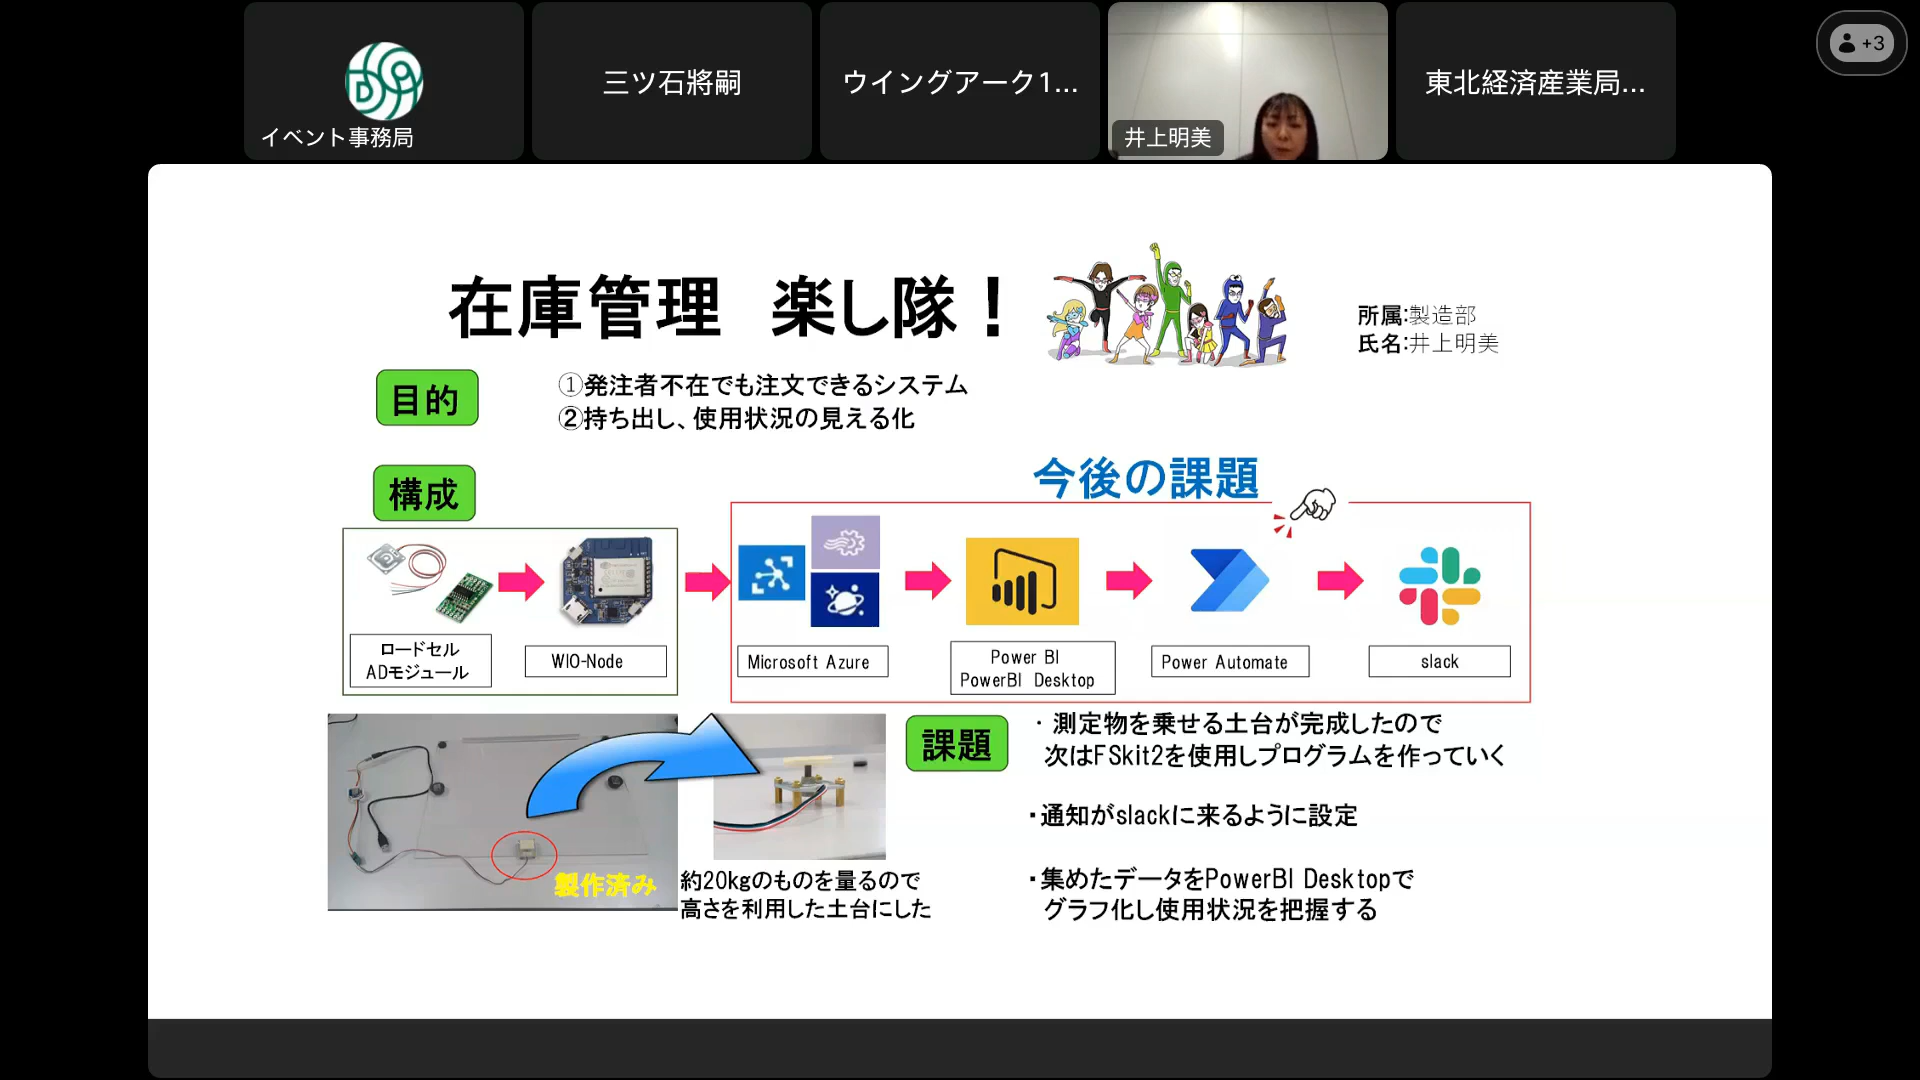 イベント事務局
三ツ石將嗣
ウイングアーク1...
井上明美
東北経済産業局...
+3
在庫管理　楽し隊！
所属:製造部
氏名:井上明美
目的
①発注者不在でも注文できるシステム
②持ち出し、使用状況の見える化
構成
今後の課題
ロードセル
ADモジュール
WIO-Node
Microsoft Azure
Power BI
PowerBI Desktop
Power Automate
slack
製作済み
約20kgのものを量るので
高さを利用した土台にした
課題
・測定物を乗せる土台が完成したので
次はFSkit2を使用しプログラムを作っていく
・通知がslackに来るように設定
・集めたデータをPowerBI Desktopで
グラフ化し使用状況を把握する